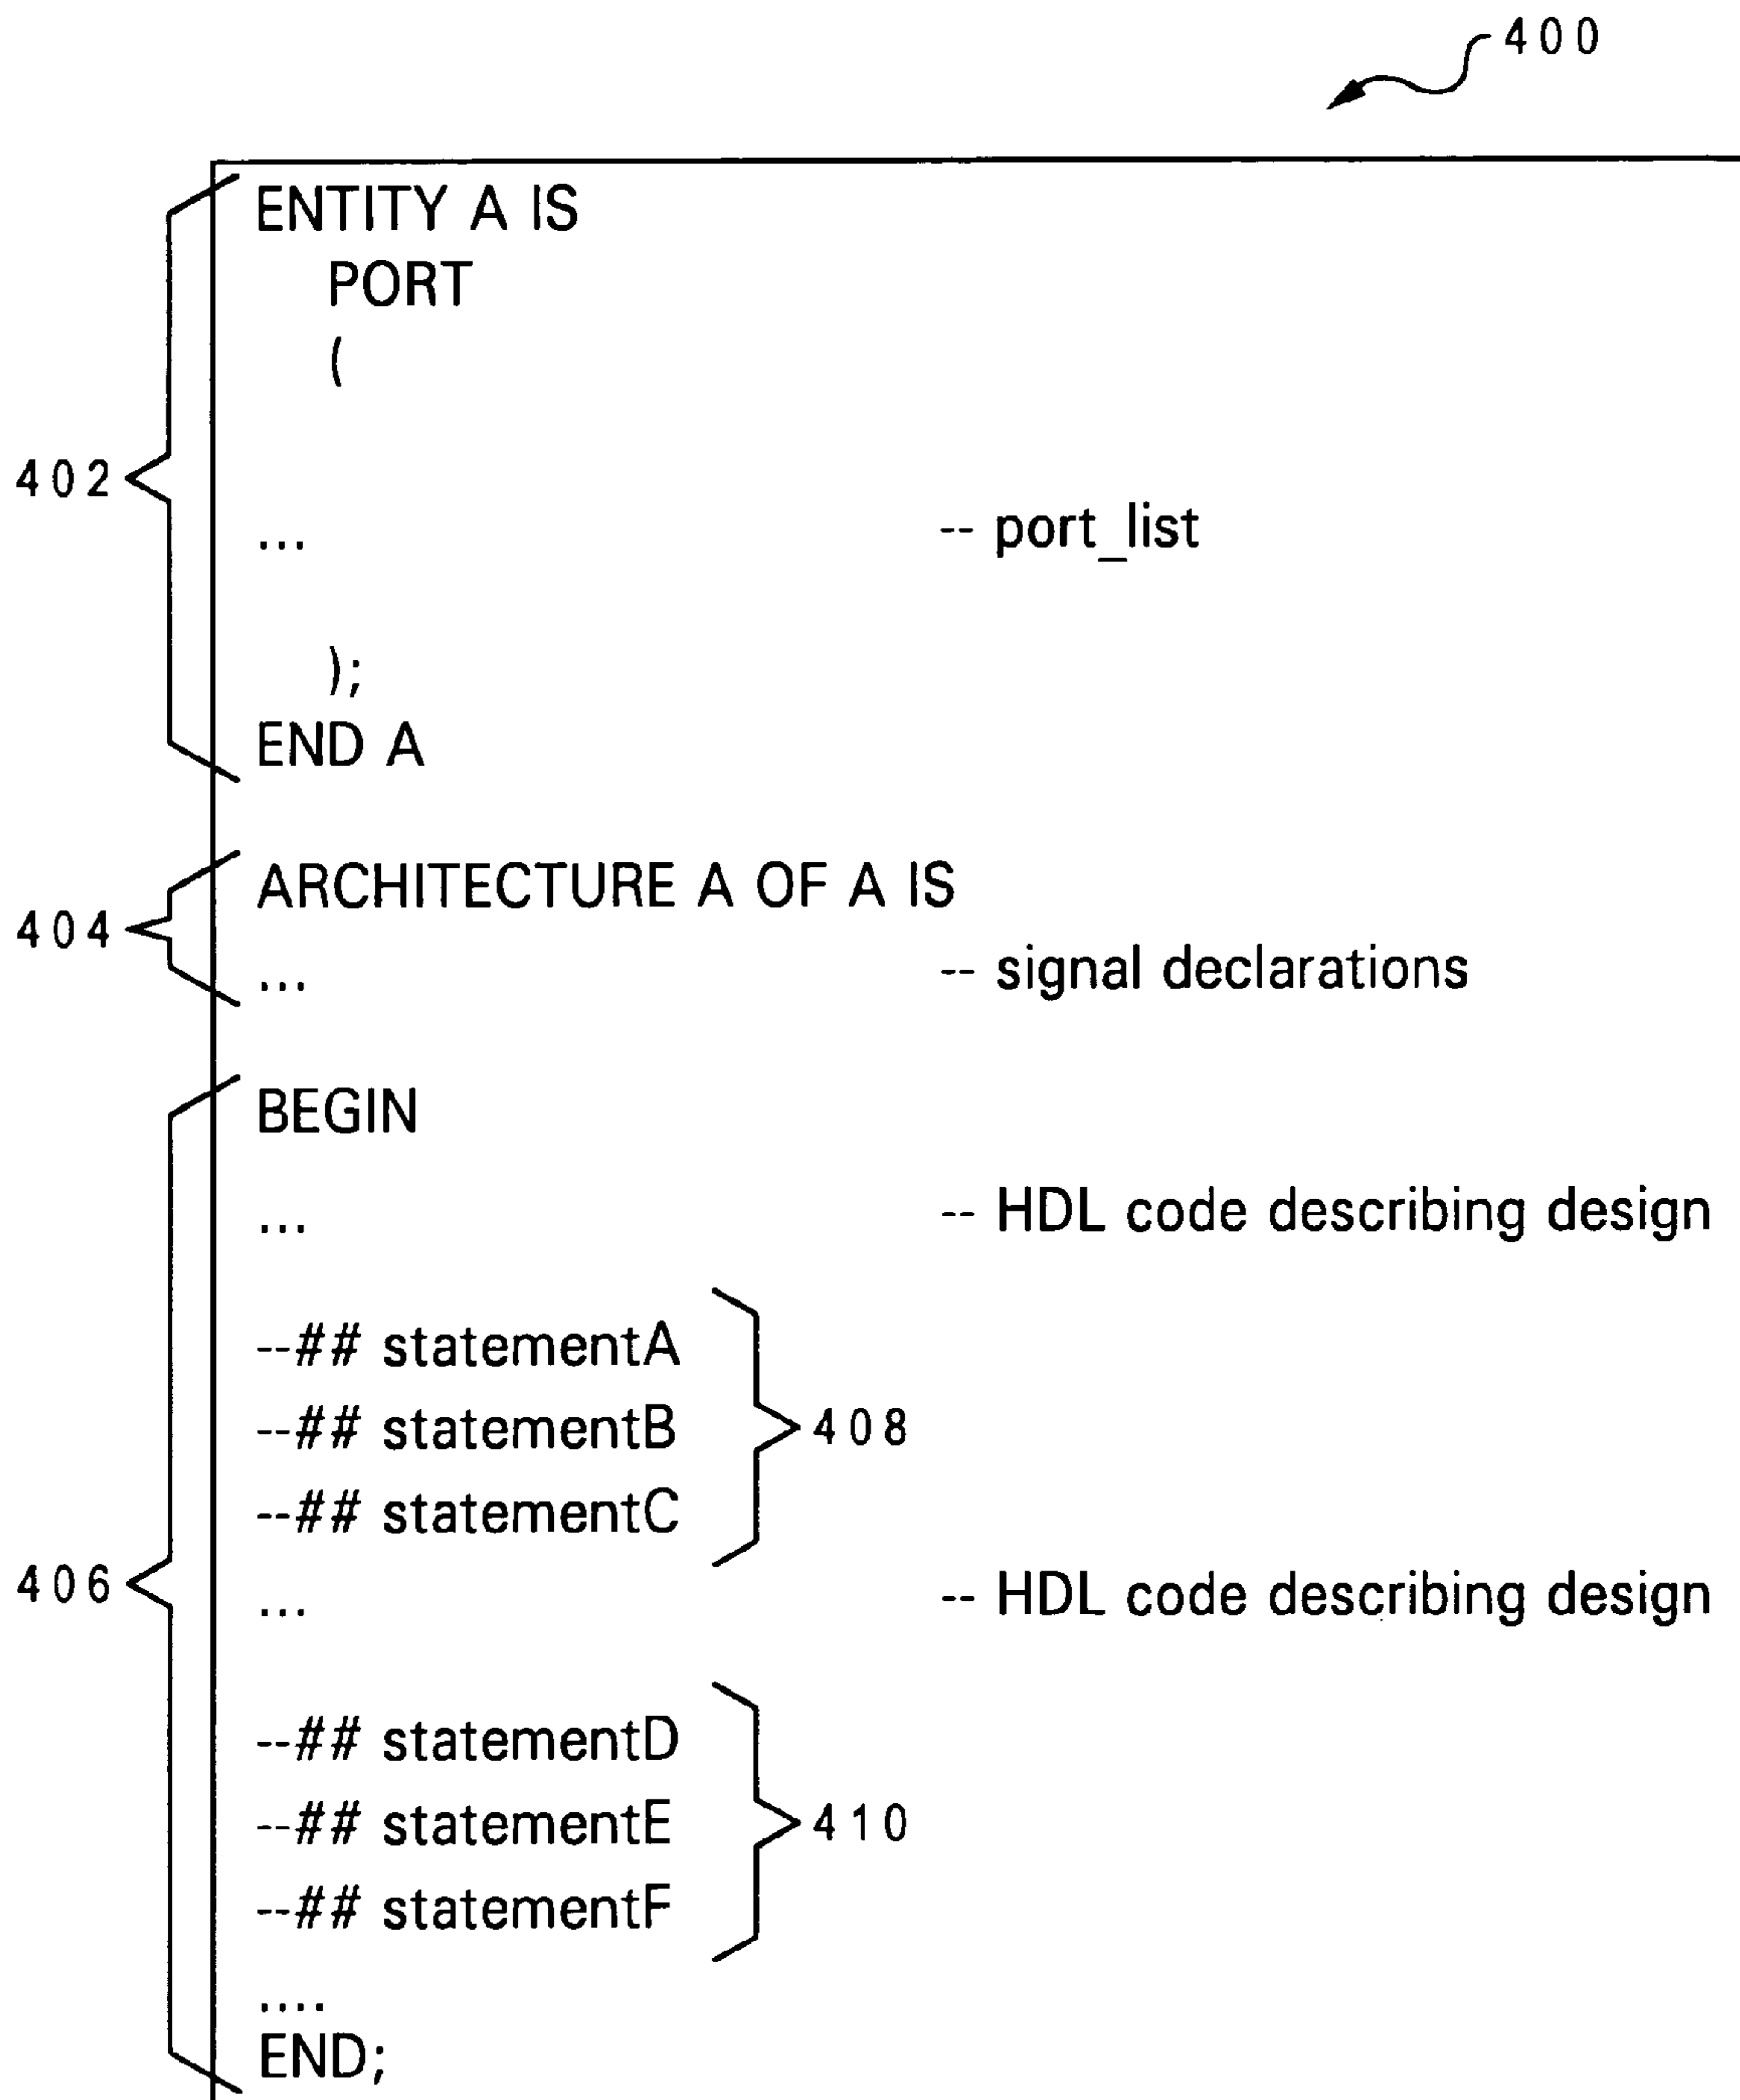 400
ENTITY A IS
PORT
(
402
... -- port_list
);
END A
ARCHITECTURE A OF A IS
404
... -- signal declarations
BEGIN
... -- HDL code describing design
--## statementA
--## statementB 408
--## statementC
406
... -- HDL code describing design
--## statementD
--## statementE 410
--## statementF
....
END;